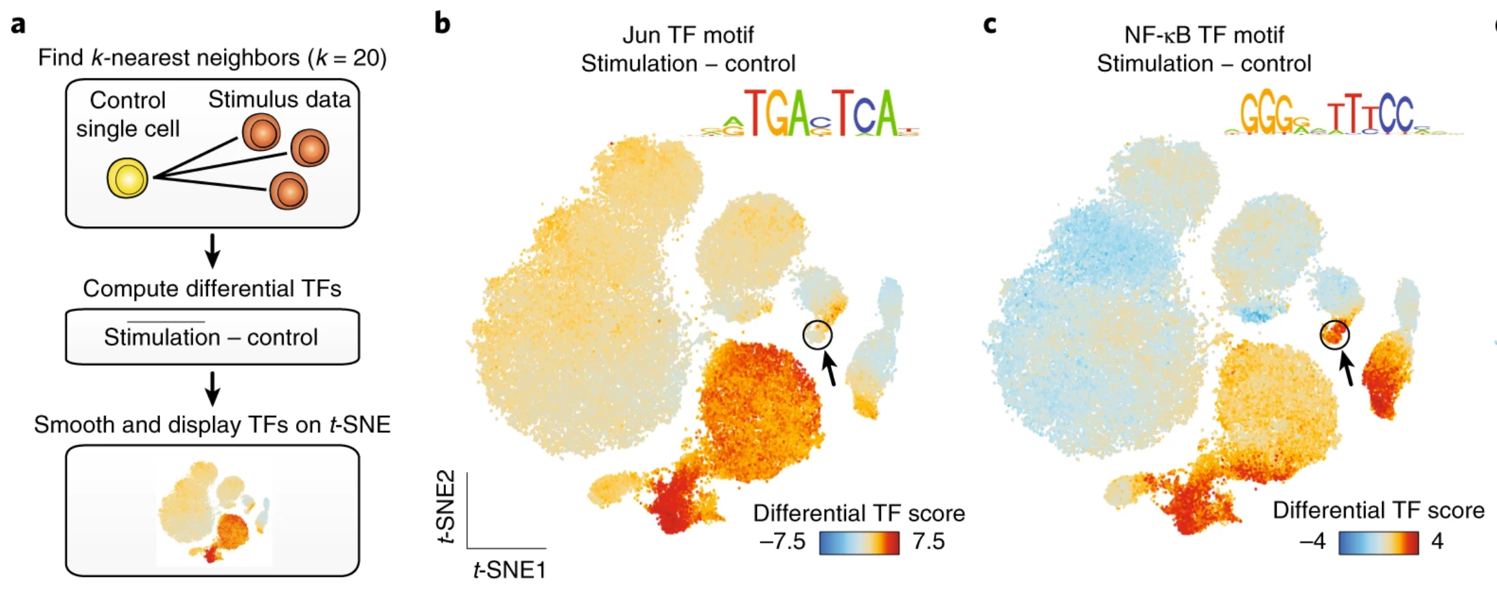 a
Find k-nearest neighbors (k = 20)
Control
single cell
Stimulus data
Compute differential TFs
Stimulation – control
Smooth and display TFs on t-SNE
b
Jun TF motif
Stimulation – control
TGA TCA
t-SNE2
t-SNE1
Differential TF score
–7.5
7.5
c
NF-κB TF motif
Stimulation – control
GGG TTTCC
Differential TF score
–4
4